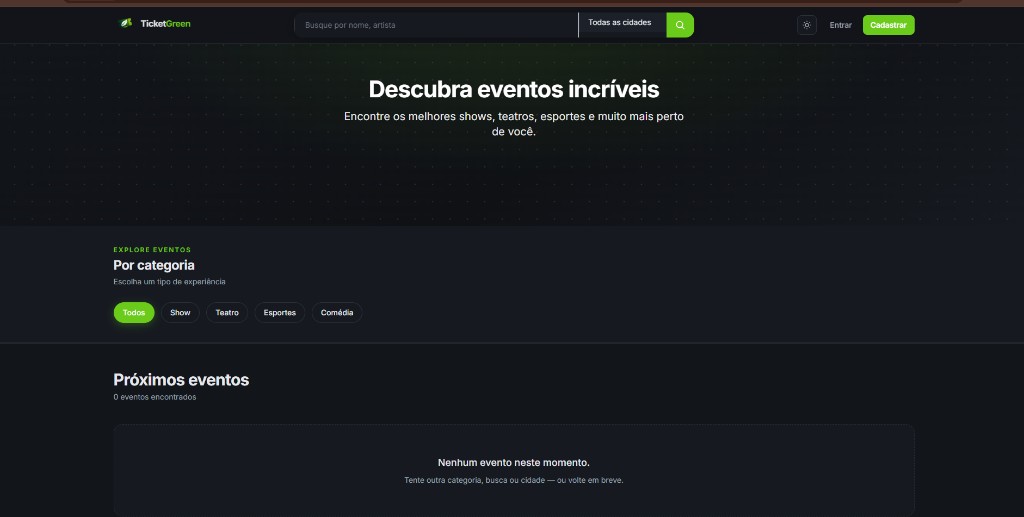 TicketGreen
Busque por nome, artista
Todas as cidades
Entrar
Cadastrar
Descubra eventos incríveis
Encontre os melhores shows, teatros, esportes e muito mais perto
de você.
EXPLORE EVENTOS
Por categoria
Escolha um tipo de experiência
Todos
Show
Teatro
Esportes
Comédia
Próximos eventos
0 eventos encontrados
Nenhum evento neste momento.
Tente outra categoria, busca ou cidade — ou volte em breve.